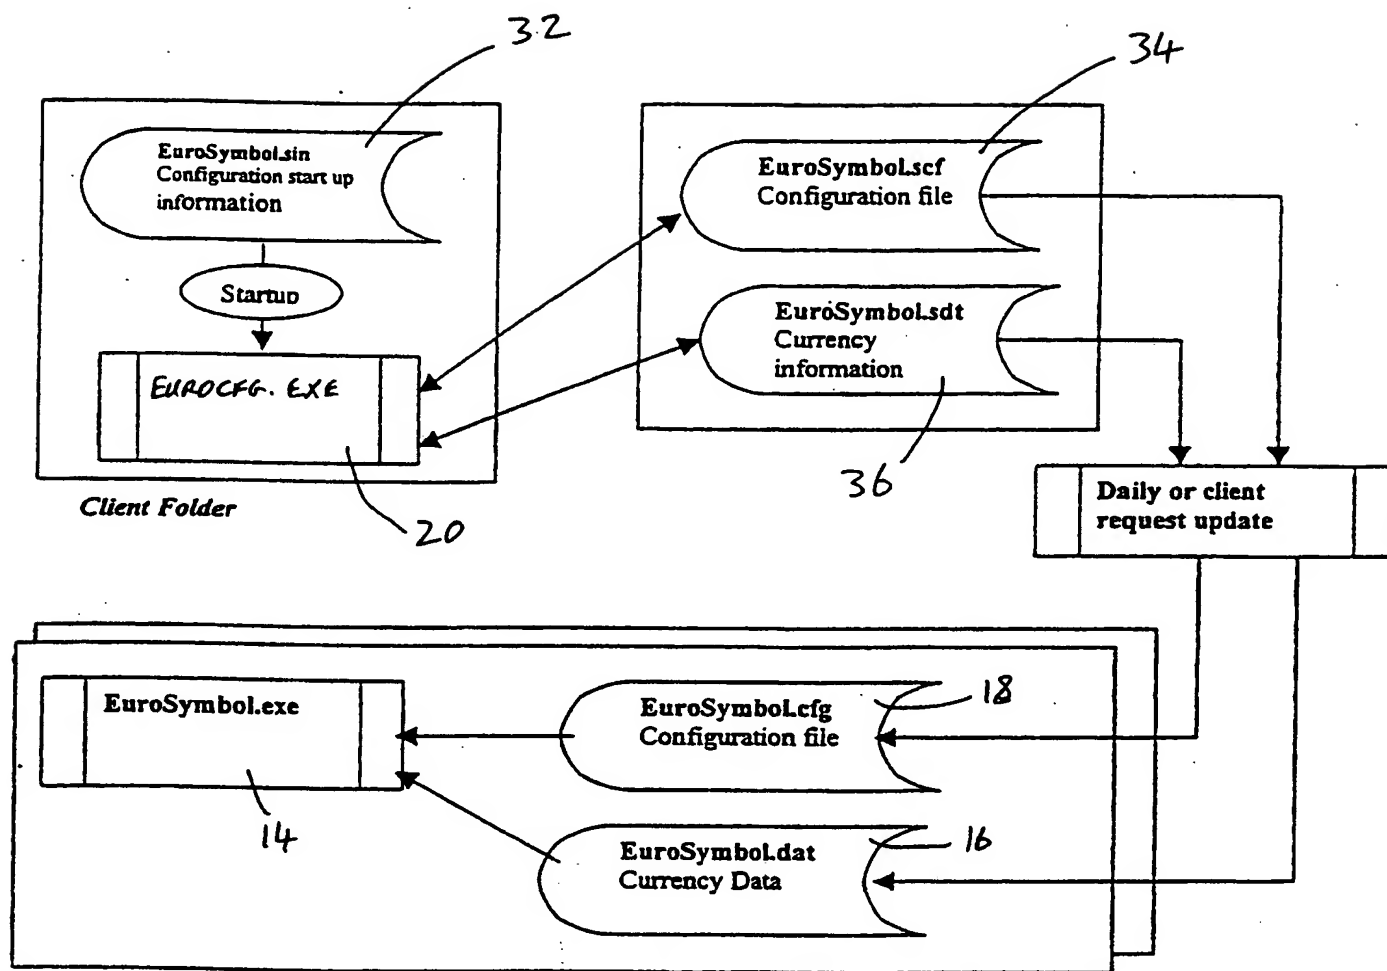 32
34
EuroSymbol.sin
Configuration start up
information
Startup
EUROCFG.EXE
20
Client Folder
EuroSymbol.scf
Configuration file
EuroSymbol.sdt
Currency
information
36
Daily or client
request update
EuroSymbol.exe
14
EuroSymbol.cfg
Configuration file
18
EuroSymbol.dat
Currency Data
16